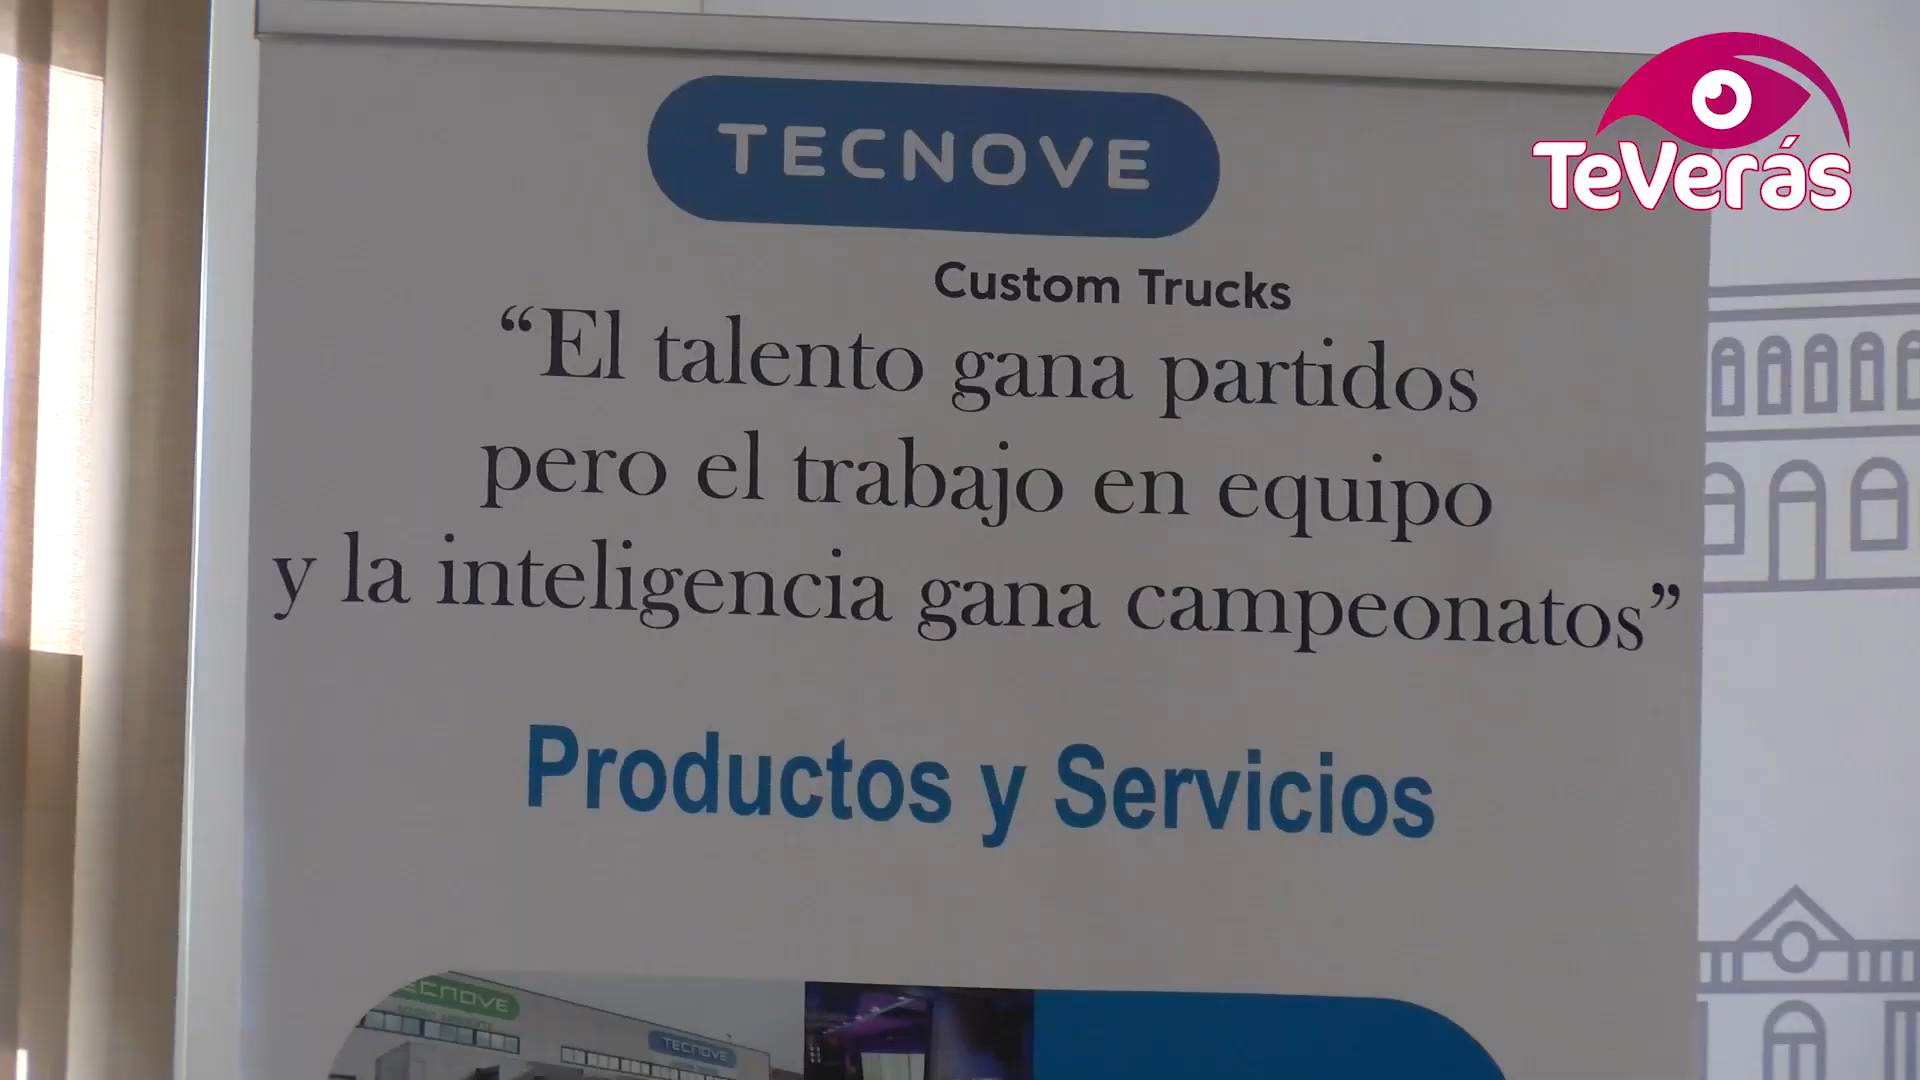 TECNOVE
TeVerás
Custom Trucks
“El talento gana partidos
pero el trabajo en equipo
y la inteligencia gana campeonatos”
Productos y Servicios
TECNOVE
TECNOVE